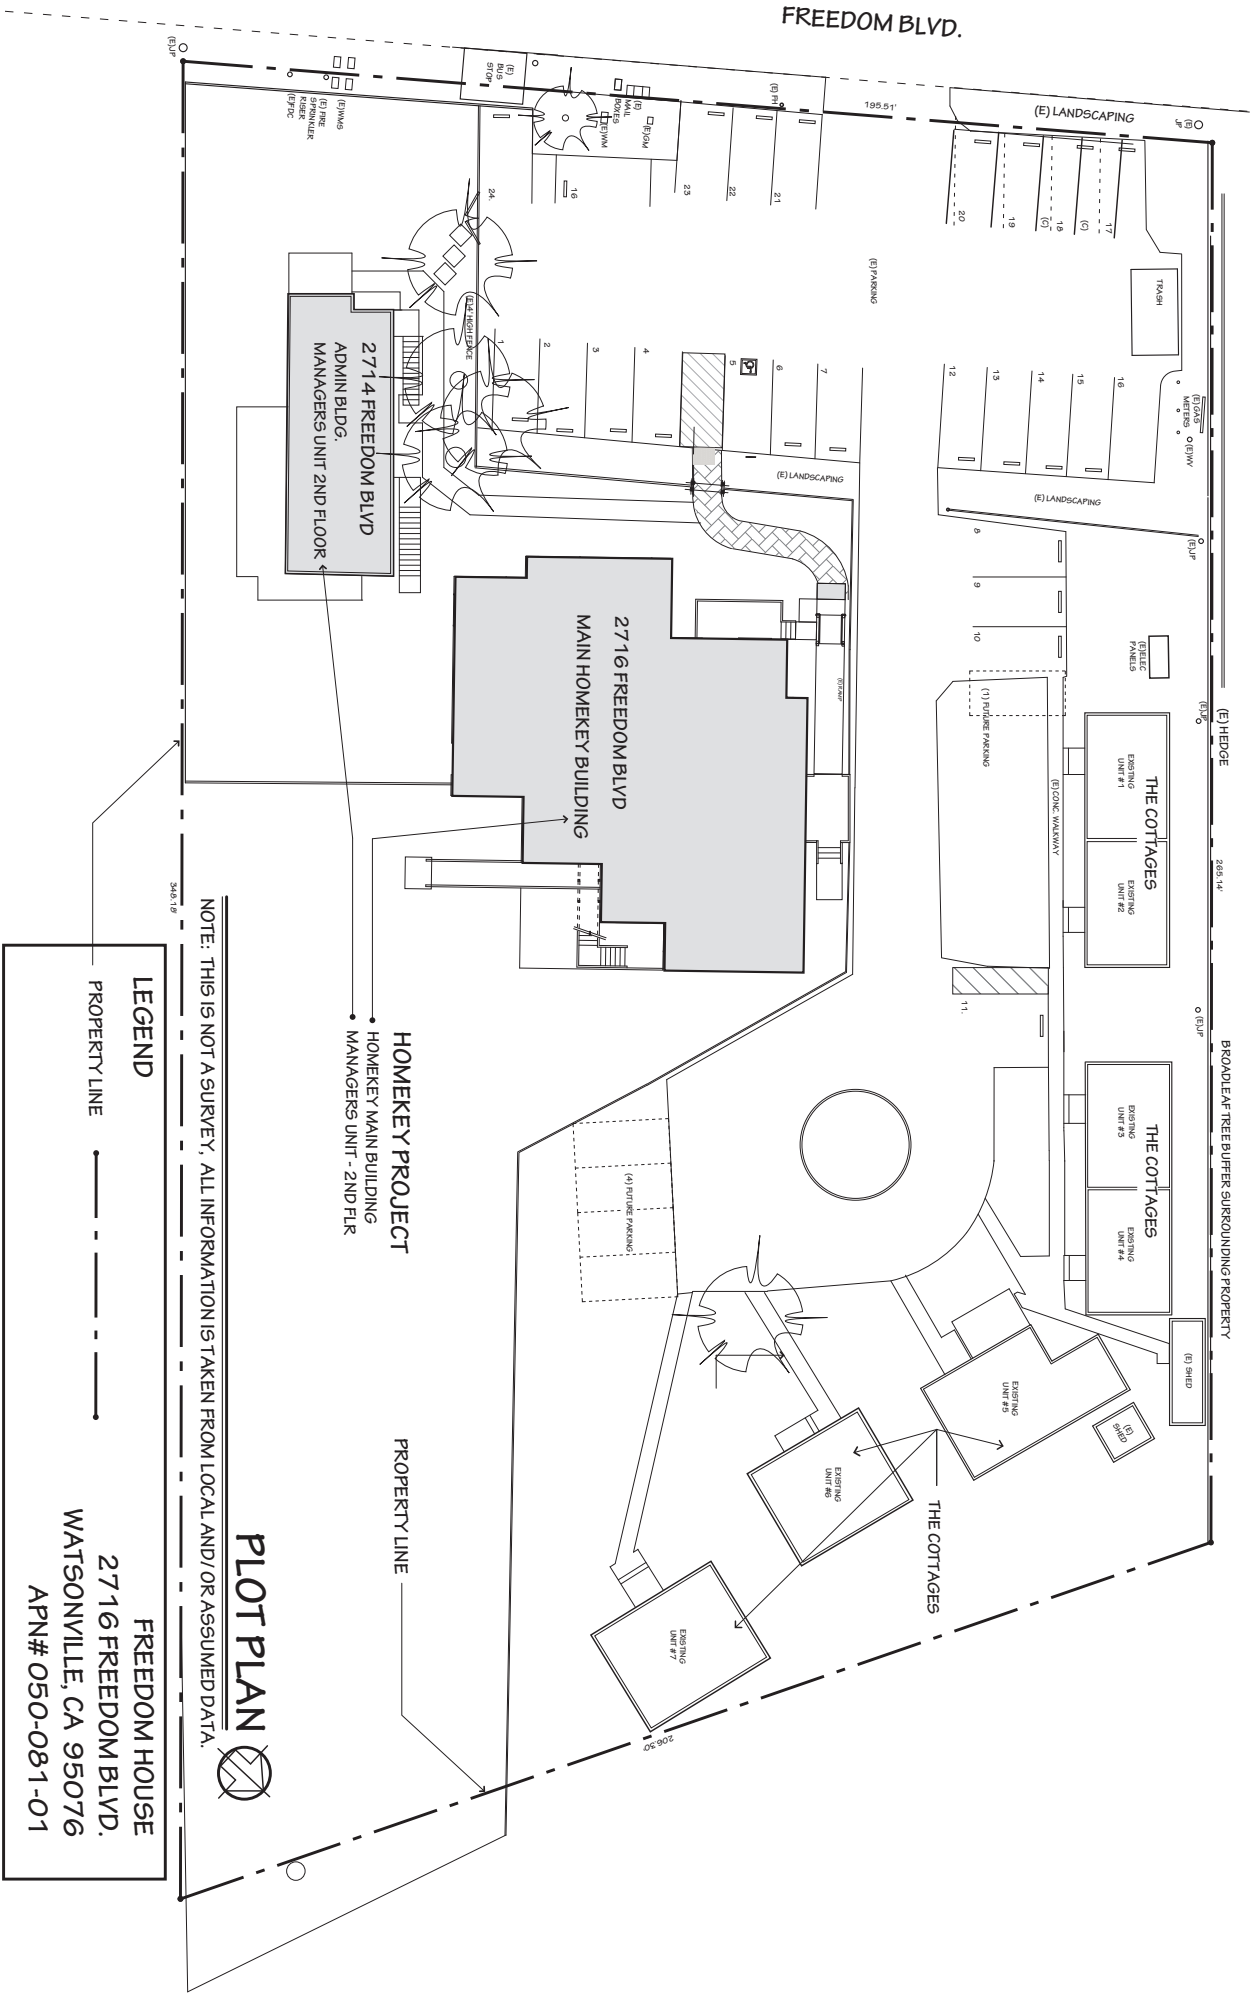 FREEDOM BLVD.
(E)JP
(E)WMS
(E) FIRE
SPRINKLER
RISER
(E)FDC
(E)
BUS
STOP
(E)
MAIL
BOXES
(E)WM
(E)GM
(E) FH
195.51'
(E) LANDSCAPING
(E)
JP
24.
16
23
22
21
20
19
18
(C)
(C)
17
TRASH
(E) PARKING
(E)4' HIGH FENCE
1
2
3
4
5
6
7
12
13
14
15
16
(E)GAS
METERS
(E)WV
(E) LANDSCAPING
(E) LANDSCAPING
(E)JP
8
9
10
(E)ELEC
PANELS
(E)JP
(E) HEDGE
265.14'
BROADLEAF TREE BUFFER SURROUNDING PROPERTY
2714 FREEDOM BLVD
ADMIN BLDG.
MANAGERS UNIT 2ND FLOOR
2716 FREEDOM BLVD
MAIN HOMEKEY BUILDING
(E) RAMP
(1) FUTURE PARKING
(E) CONC. WALKWAY
THE COTTAGES
EXISTING
UNIT #1
EXISTING
UNIT #2
11.
(E)JP
THE COTTAGES
EXISTING
UNIT #3
EXISTING
UNIT #4
(E) SHED
(E)
SHED
EXISTING
UNIT #5
EXISTING
UNIT #6
EXISTING
UNIT #7
THE COTTAGES
(4) FUTURE PARKING
206.30'
348.18'
HOMEKEY PROJECT
HOMEKEY MAIN BUILDING
MANAGERS UNIT - 2ND FLR
PROPERTY LINE
PLOT PLAN
NOTE: THIS IS NOT A SURVEY, ALL INFORMATION IS TAKEN FROM LOCAL AND/OR ASSUMED DATA.
LEGEND
PROPERTY LINE
FREEDOM HOUSE
2716 FREEDOM BLVD.
WATSONVILLE, CA 95076
APN# 050-081-01